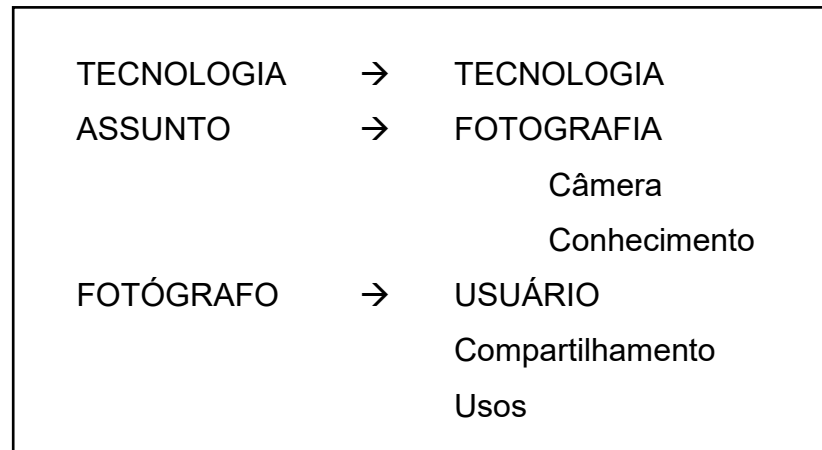 TECNOLOGIA → TECNOLOGIA
ASSUNTO → FOTOGRAFIA
Câmera
Conhecimento
FOTÓGRAFO → USUÁRIO
Compartilhamento
Usos